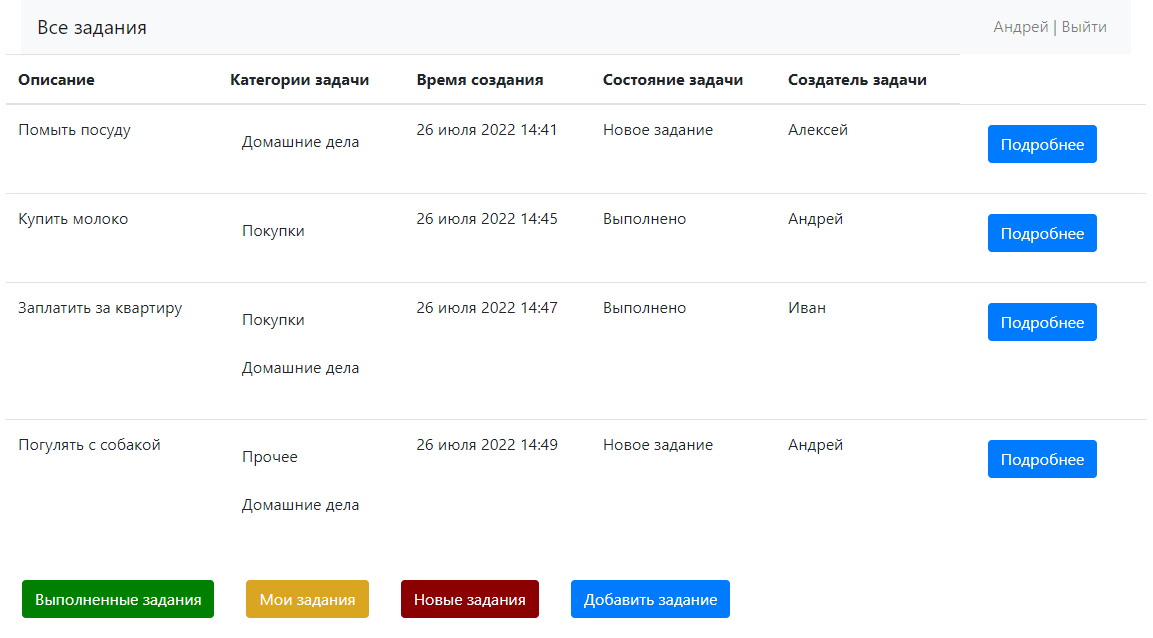 Все задания Андрей | Выйти
Описание Категории задачи Время создания Состояние задачи Создатель задачи
Помыть посуду Домашние дела 26 июля 2022 14:41 Новое задание Алексей Подробнее
Купить молоко Покупки 26 июля 2022 14:45 Выполнено Андрей Подробнее
Заплатить за квартиру Покупки 26 июля 2022 14:47 Выполнено Иван Подробнее
Домашние дела
Погулять с собакой Прочее 26 июля 2022 14:49 Новое задание Андрей Подробнее
Домашние дела
Выполненные задания Мои задания Новые задания Добавить задание